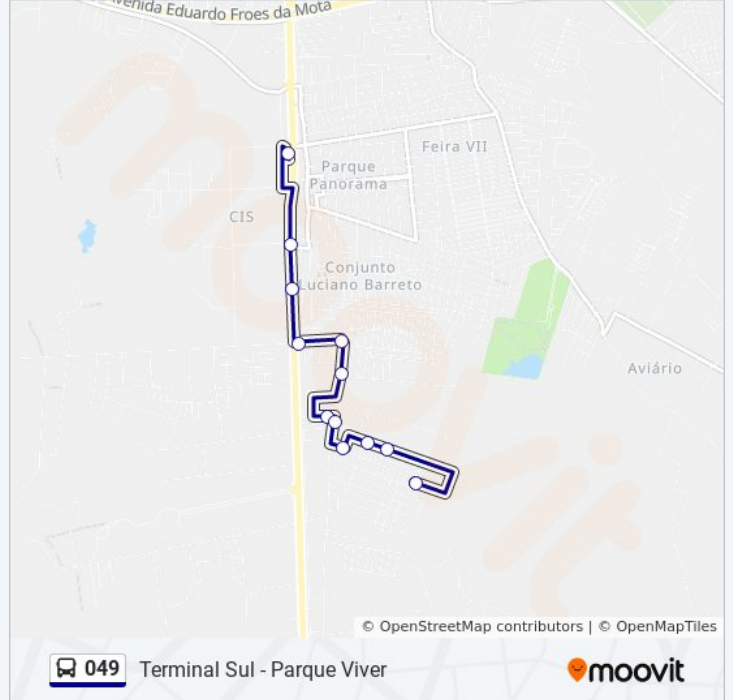 Avenida Eduardo Froes da Mota
Feira VII
Parque
Panorama
CIS
Conjunto
Luciano Barreto
Aviário
moovit
© OpenStreetMap contributors | © OpenMapTiles
049 Terminal Sul - Parque Viver
moovit